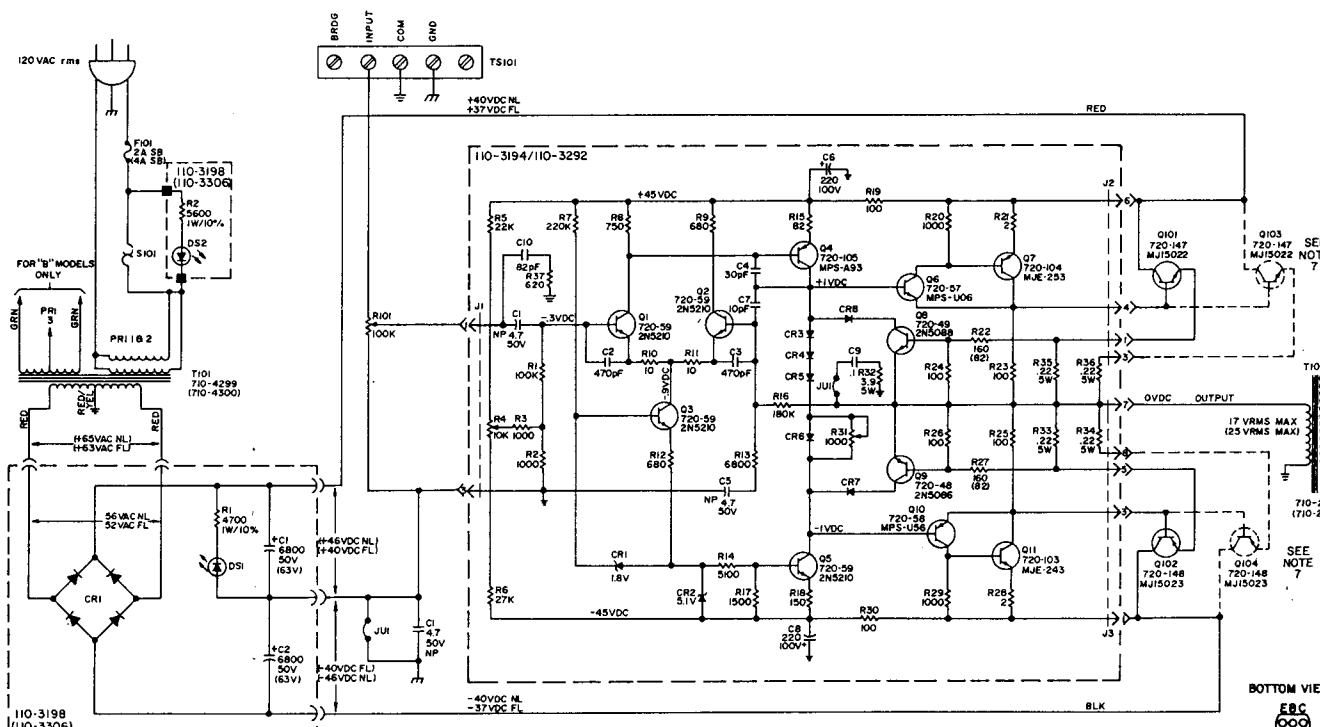 120 VAC rms
F101
2A SB
(4A SB)
110-3198
(110-3306)
R2
5600
1W/10%
S101
DS2
FOR "B" MODELS
ONLY
GRN
PRI
3
GRN
PRI 1 & 2
T101
710-4299
(710-4300)
RED
RED/
YEL
RED
(+65VAC NL)
(+63VAC FL)
56VAC NL
52VAC FL
CR1
R1
4700
1W/10%
DS1
+C1
6800
50V
(63V)
+C2
6800
50V
(63V)
(+46VDC NL)
(+40VDC FL)
(-40VDC FL)
(-46VDC NL)
JU1
C1
4.7
50V
NP
110-3198
(110-3306)
BRDG
INPUT
COM
GND
TS101
+40VDC NL
+37VDC FL
RED
R101
100K
J1
110-3194/110-3292
+45VDC
R5
22K
C10
82pF
R37
620
C1
NP 4.7
50V
-.3VDC
R7
220K
R8
750
R9
680
Q1
720-59
2N5210
Q2
720-59
2N5210
C2
470pF
R10
10
R11
10
C3
470pF
-.9VDC
R1
100K
R4
10K
R3
1000
R2
1000
Q3
720-59
2N5210
R12
680
R13
6800
C5
NP 4.7
50V
R6
27K
CR1
1.8V
R14
5100
CR2
5.1V
R17
1500
-45VDC
C6
220
100V
R15
82
R19
100
Q4
720-105
MPS-A93
C4
30pF
C7
10pF
+1VDC
CR8
CR3
CR4
CR5
JU1
C9
.1
R32
3.9
5W
R16
180K
CR6
R31
1000
CR7
-1VDC
Q5
720-59
2N5210
R18
150
C8
220
100V
R30
100
R20
1000
R21
2
Q6
720-57
MPS-U06
Q7
720-104
MJE-253
Q8
720-49
2N5088
R22
160
(82)
R24
100
R23
100
R35
.22
5W
R36
.22
5W
R26
100
R25
100
R33
.22
5W
R34
.22
5W
Q9
720-48
2N5086
R27
160
(82)
Q10
720-58
MPS-U56
Q11
720-103
MJE-243
R29
1000
R28
2
J2
6
4
1
3
7
5
J3
Q101
720-147
MJ15022
Q103
720-147
MJ15022
7
0VDC OUTPUT
17 VRMS MAX
(25 VRMS MAX)
Q102
720-148
MJ15023
Q104
720-148
MJ15023
SEE
NOTE
7
-40VDC NL
-37VDC FL
BLK
EBC